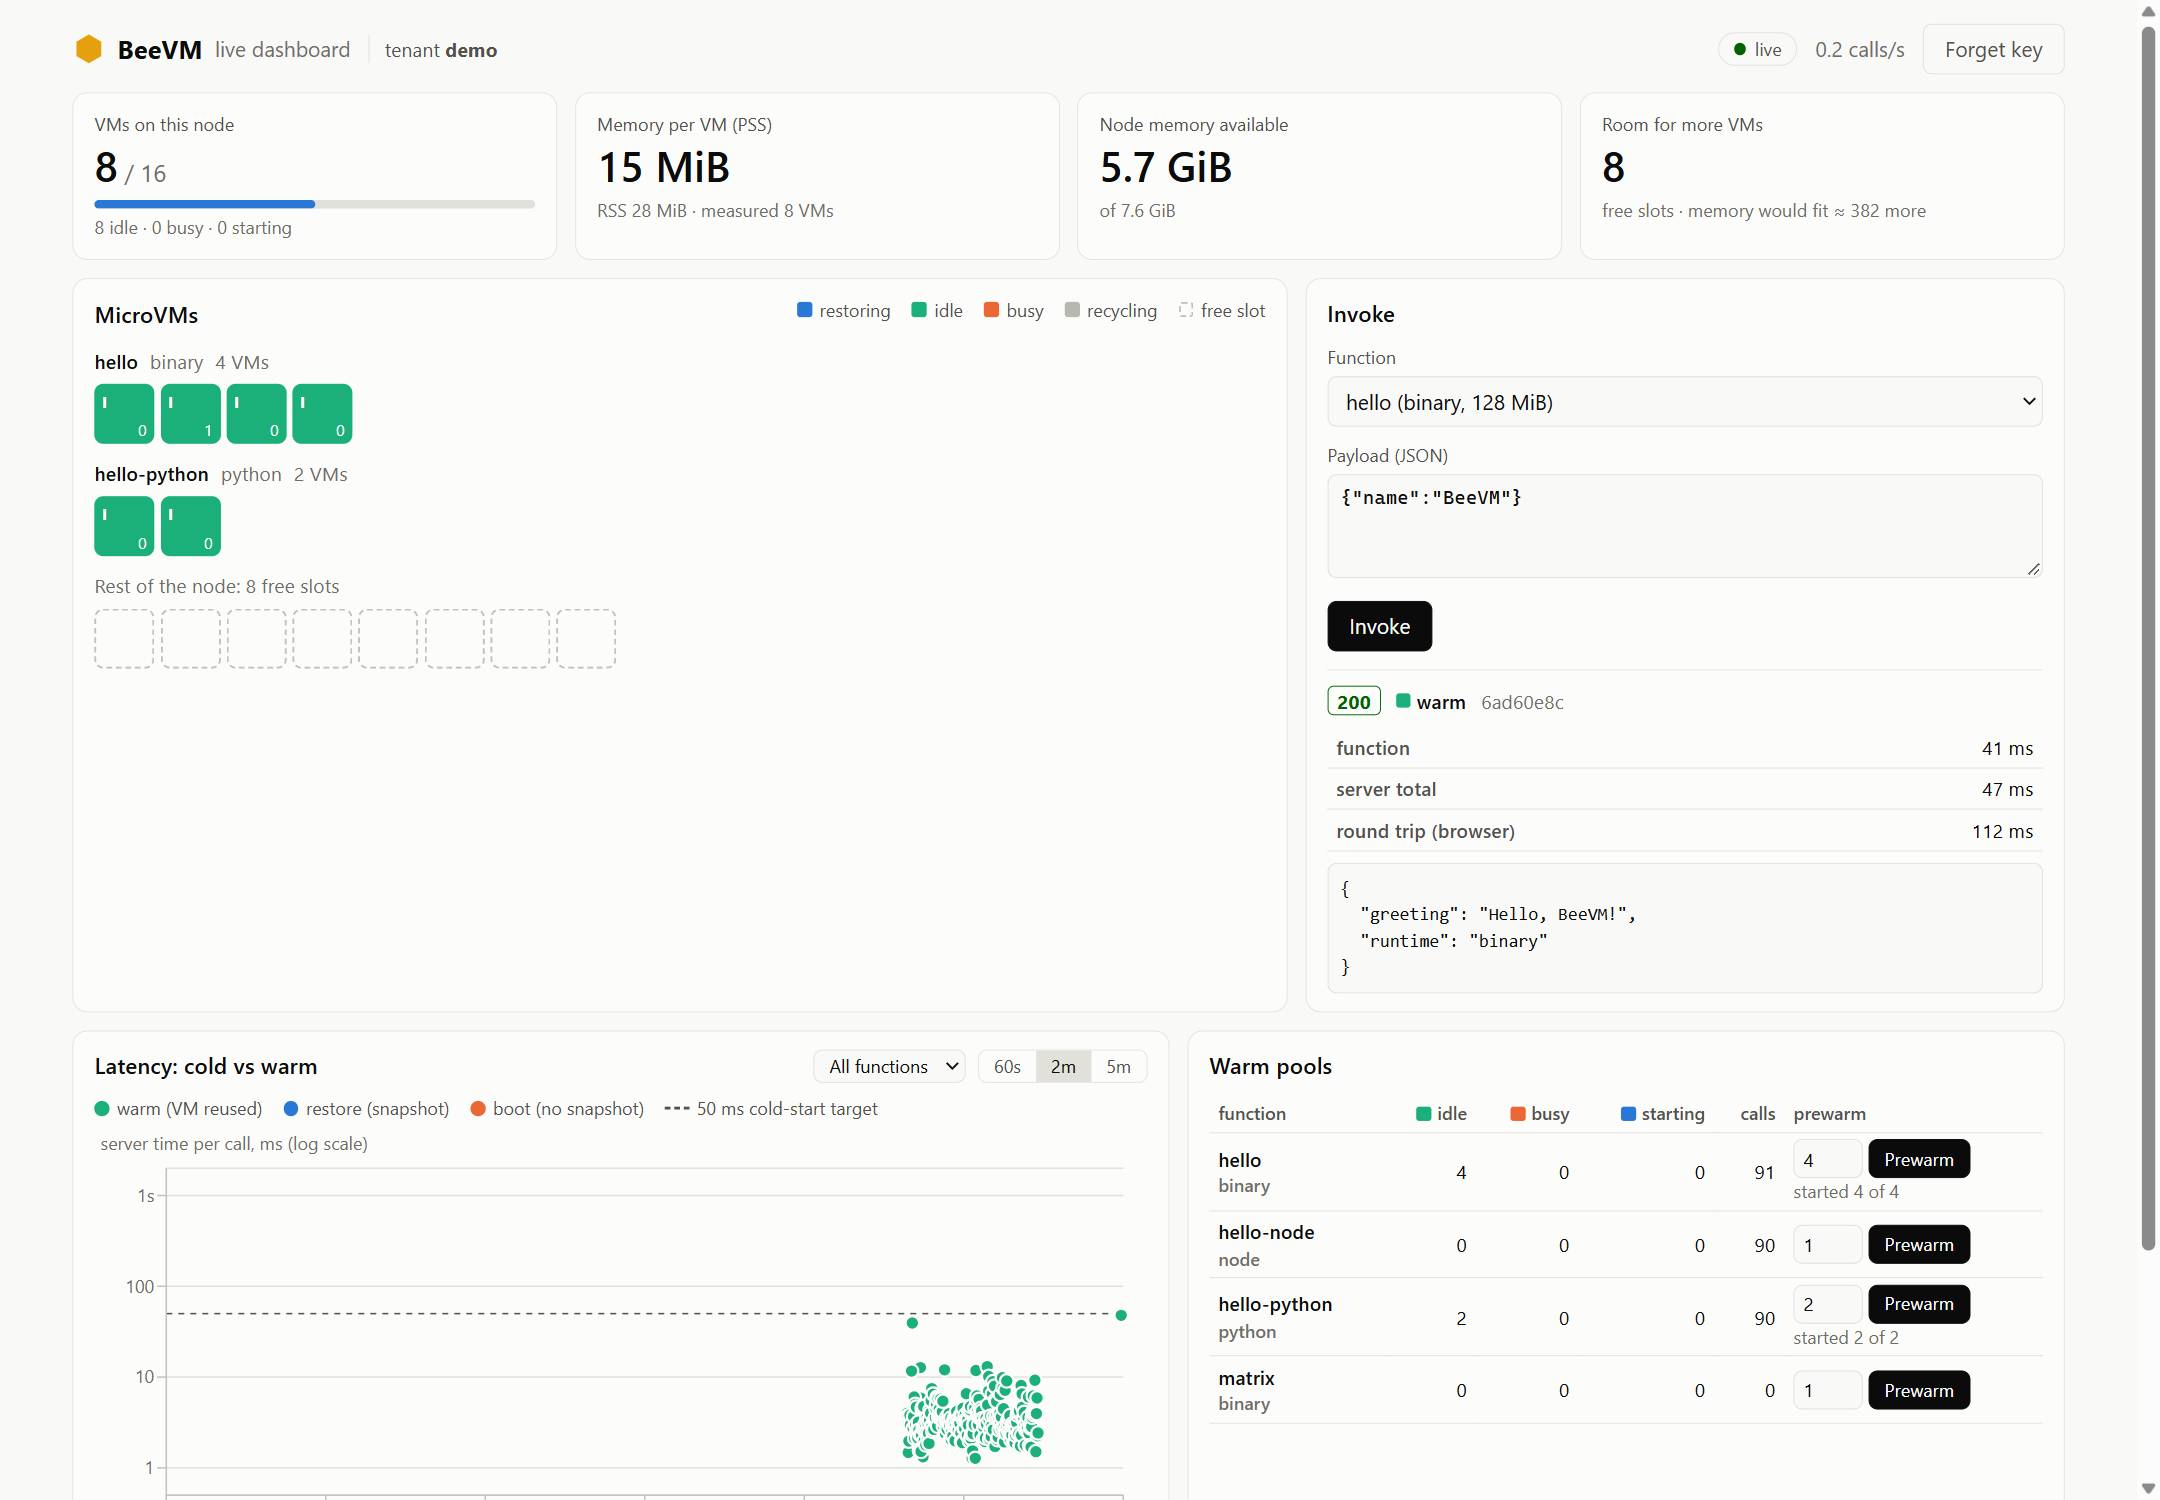 BeeVM live dashboard tenant demo
live 0.2 calls/s Forget key
VMs on this node
8 / 16
8 idle · 0 busy · 0 starting
Memory per VM (PSS)
15 MiB
RSS 28 MiB · measured 8 VMs
Node memory available
5.7 GiB
of 7.6 GiB
Room for more VMs
8
free slots · memory would fit ≈ 382 more
MicroVMs
restoring idle busy recycling free slot
hello binary 4 VMs
0 1 0 0
hello-python python 2 VMs
0 0
Rest of the node: 8 free slots
Invoke
Function
hello (binary, 128 MiB)
Payload (JSON)
{"name":"BeeVM"}
Invoke
200 warm 6ad60e8c
function 41 ms
server total 47 ms
round trip (browser) 112 ms
{
"greeting": "Hello, BeeVM!",
"runtime": "binary"
}
Latency: cold vs warm
All functions 60s 2m 5m
warm (VM reused) restore (snapshot) boot (no snapshot) 50 ms cold-start target
server time per call, ms (log scale)
1s
100
10
1
Warm pools
function idle busy starting calls prewarm
hello
binary
4 0 0 91 4 Prewarm
started 4 of 4
hello-node
node
0 0 0 90 1 Prewarm
hello-python
python
2 0 0 90 2 Prewarm
started 2 of 2
matrix
binary
0 0 0 0 1 Prewarm